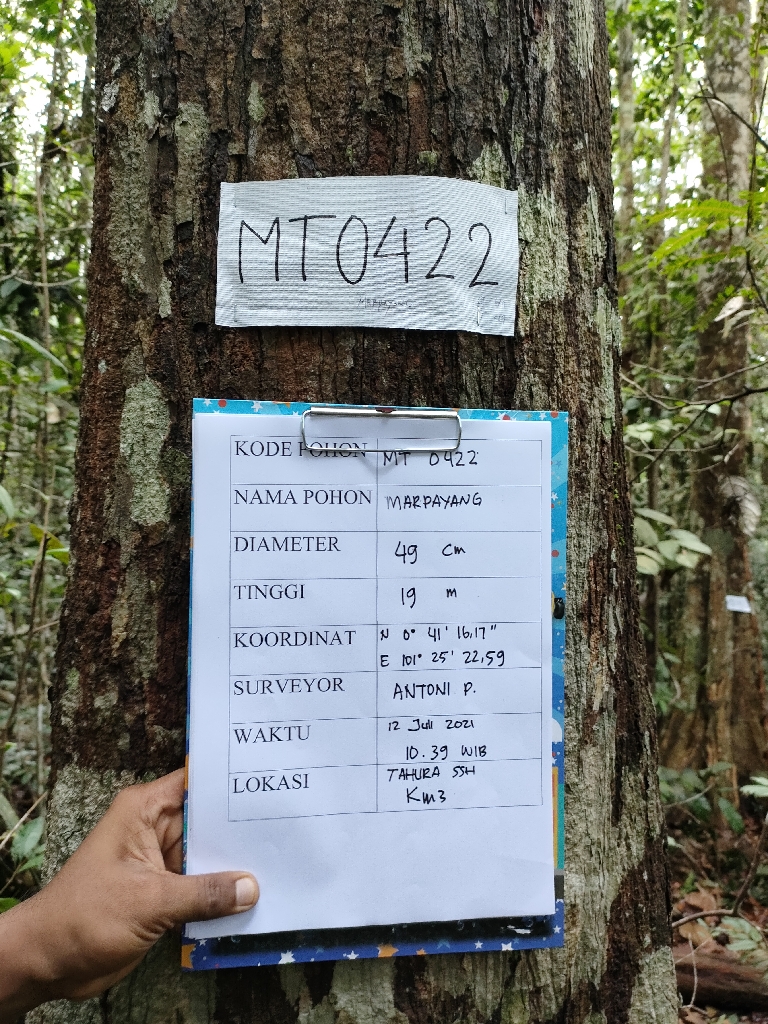 MT0422
MARPAYANG
KODE POHON MT 0422
NAMA POHON MARPAYANG
DIAMETER 49 cm
TINGGI 19 m
KOORDINAT N 0° 41' 16,17"
E 101° 25' 22,59
SURVEYOR ANTONI P.
WAKTU 12 Juli 2021
10.39 WIB
LOKASI TAHURA SSH
Km3